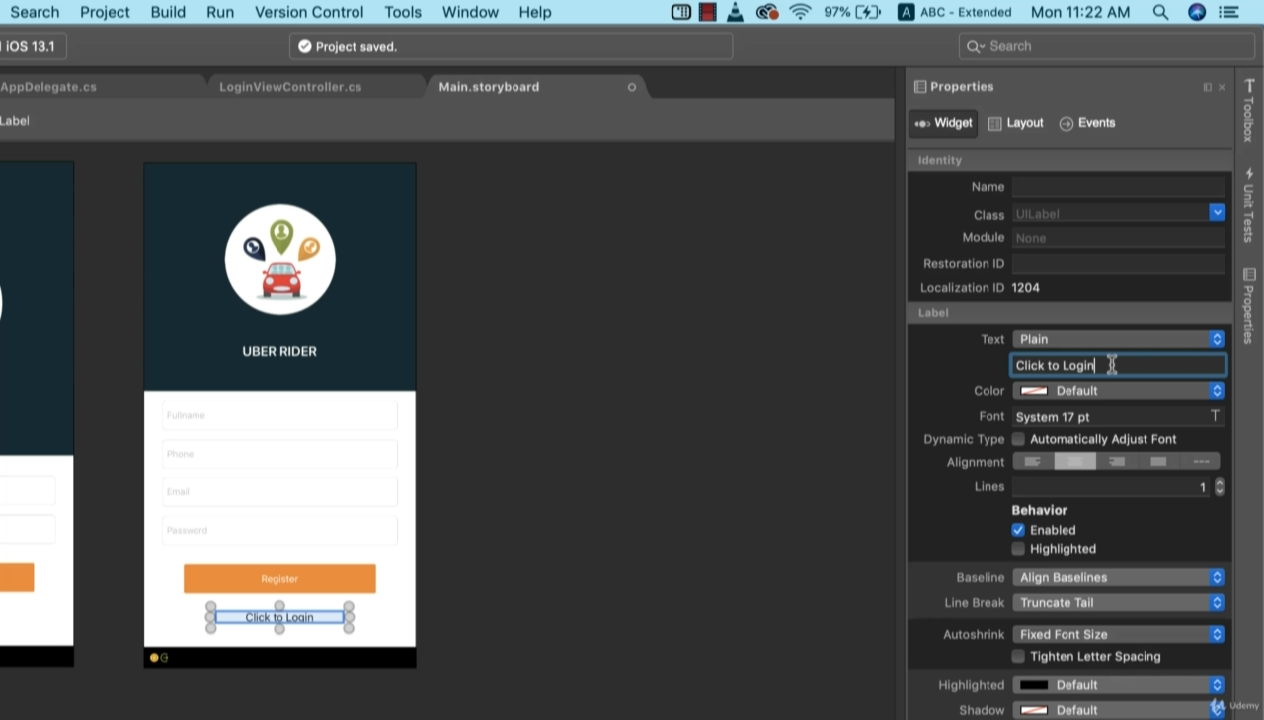 Search Project Build Run Version Control Tools Window Help 97% A ABC - Extended Mon 11:22 AM
iOS 13.1 Project saved. Search
AppDelegate.cs LoginViewController.cs Main.storyboard
Label
Properties
Widget Layout Events
Toolbox
Unit Tests
Properties
Identity
Name
Class UILabel
Module None
Restoration ID
Localization ID 1204
Label
Text Plain
Click to Login
Color Default
Font System 17 pt T
Dynamic Type Automatically Adjust Font
Alignment
Lines 1
Behavior
Enabled
Highlighted
Baseline Align Baselines
Line Break Truncate Tail
Autoshrink Fixed Font Size
Tighten Letter Spacing
Highlighted Default
Shadow Default
UBER RIDER
Fullname
Phone
Email
Password
Register
Click to Login
Udemy